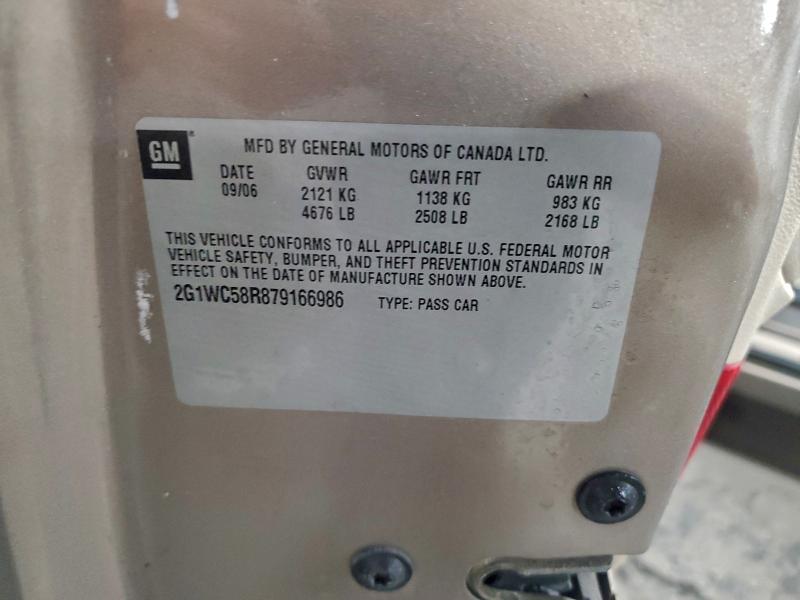 GM
MFD BY GENERAL MOTORS OF CANADA LTD.
DATE GVWR GAWR FRT GAWR RR
09/06 2121 KG 1138 KG 983 KG
4676 LB 2508 LB 2168 LB
THIS VEHICLE CONFORMS TO ALL APPLICABLE U.S. FEDERAL MOTOR
VEHICLE SAFETY, BUMPER, AND THEFT PREVENTION STANDARDS IN
EFFECT ON THE DATE OF MANUFACTURE SHOWN ABOVE.
2G1WC58R879166986 TYPE: PASS CAR